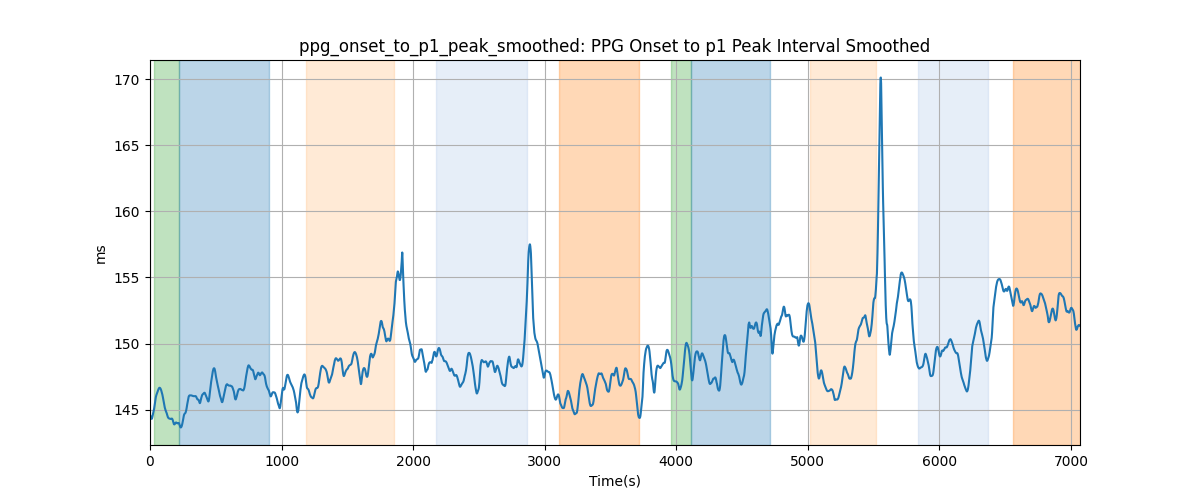 ppg_onset_to_p1_peak_smoothed: PPG Onset to p1 Peak Interval Smoothed
170
165
160
155
150
145
ms
0 1000 2000 3000 4000 5000 6000 7000
Time(s)